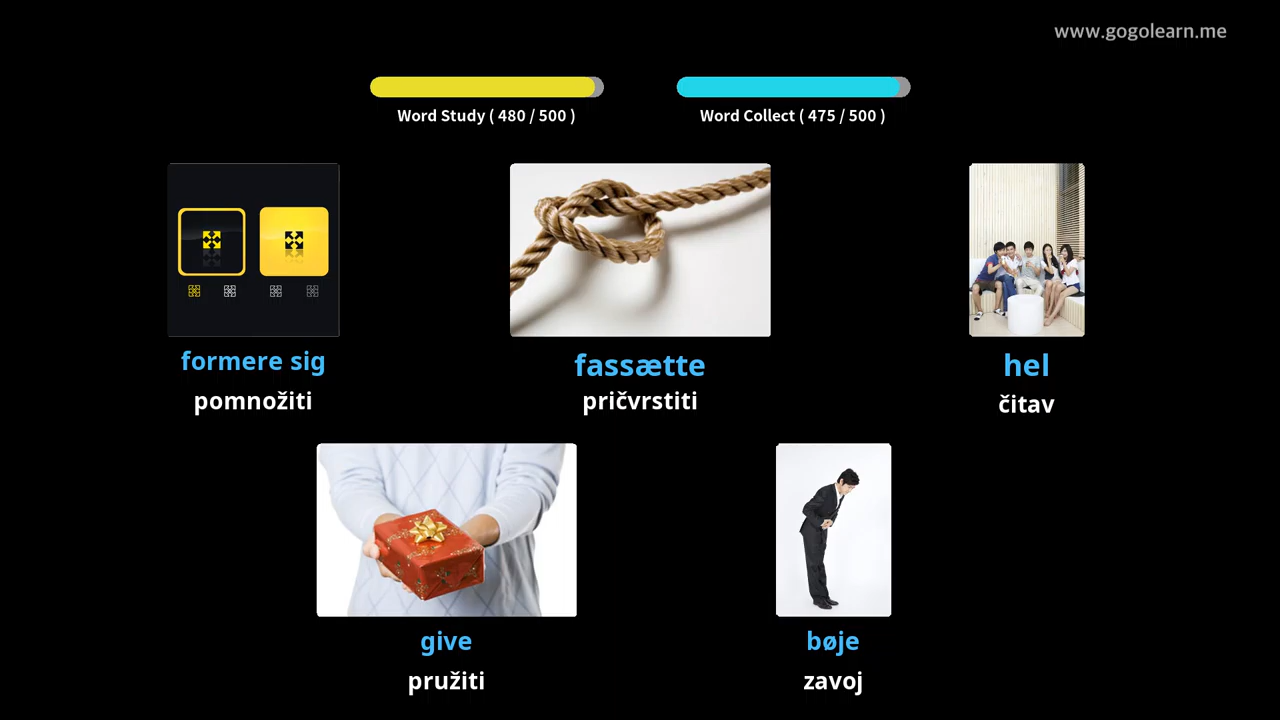 www.gogolearn.me
Word Study ( 480 / 500 )
Word Collect ( 475 / 500 )
formere sig
pomnožiti
fassætte
pričvrstiti
hel
čitav
give
pružiti
bøje
zavoj